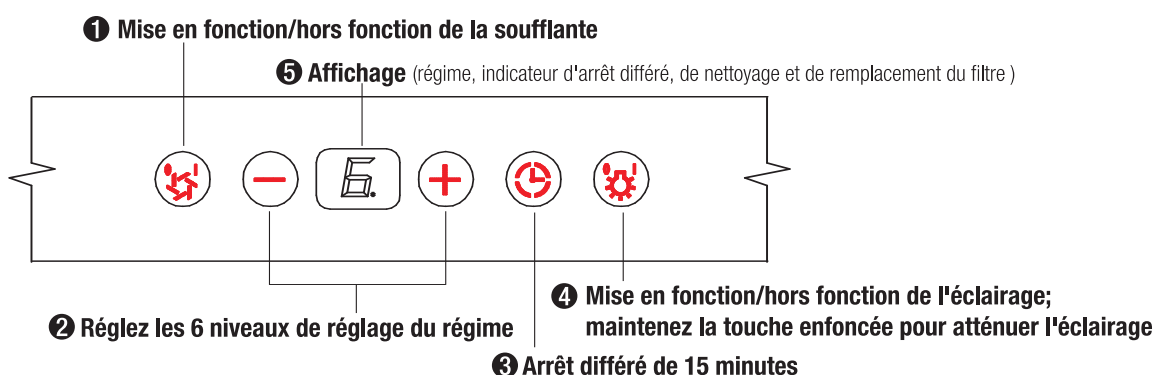 ❶ Mise en fonction/hors fonction de la soufflante
❺ Affichage (régime, indicateur d'arrêt différé, de nettoyage et de remplacement du filtre )
6.
❷ Réglez les 6 niveaux de réglage du régime
❹ Mise en fonction/hors fonction de l'éclairage;
maintenez la touche enfoncée pour atténuer l'éclairage
❸ Arrêt différé de 15 minutes